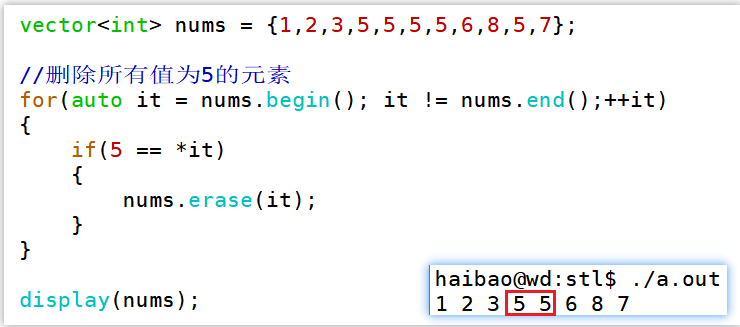 vector<int> nums = {1,2,3,5,5,5,5,6,8,5,7};
//删除所有值为5的元素
for(auto it = nums.begin(); it != nums.end();++it)
{
    if(5 == *it)
    {
        nums.erase(it);
    }
}
display(nums);
haibao@wd:stl$ ./a.out
1 2 3 5 5 6 8 7